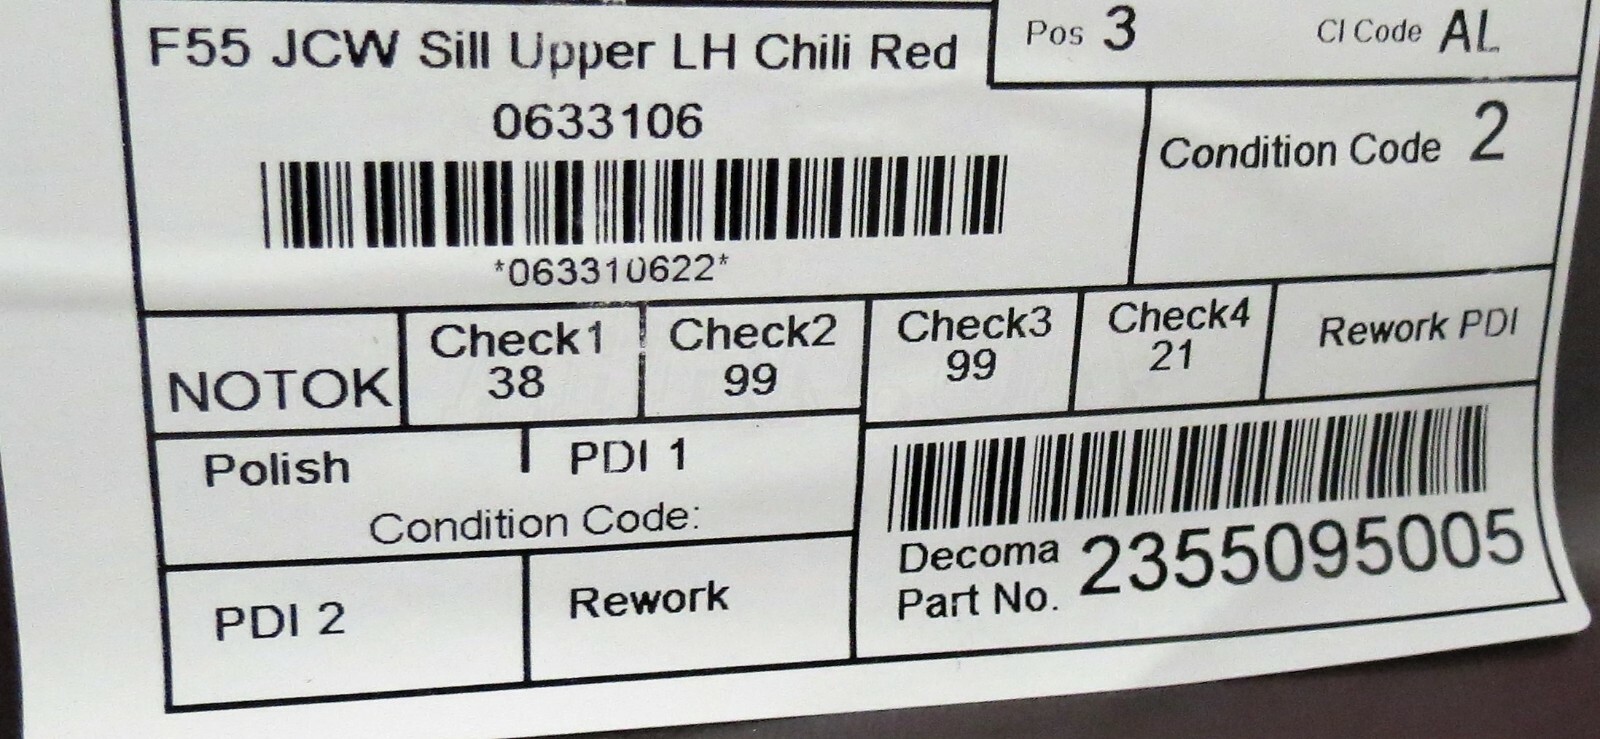 F55 JCW Sill Upper LH Chili Red
Pos 3
CI Code AL
0633106
*063310622*
Condition Code 2
NOTOK
Check1
38
Check2
99
Check3
99
Check4
21
Rework PDI
Polish
PDI 1
Condition Code:
PDI 2
Rework
Decoma
Part No.
2355095005